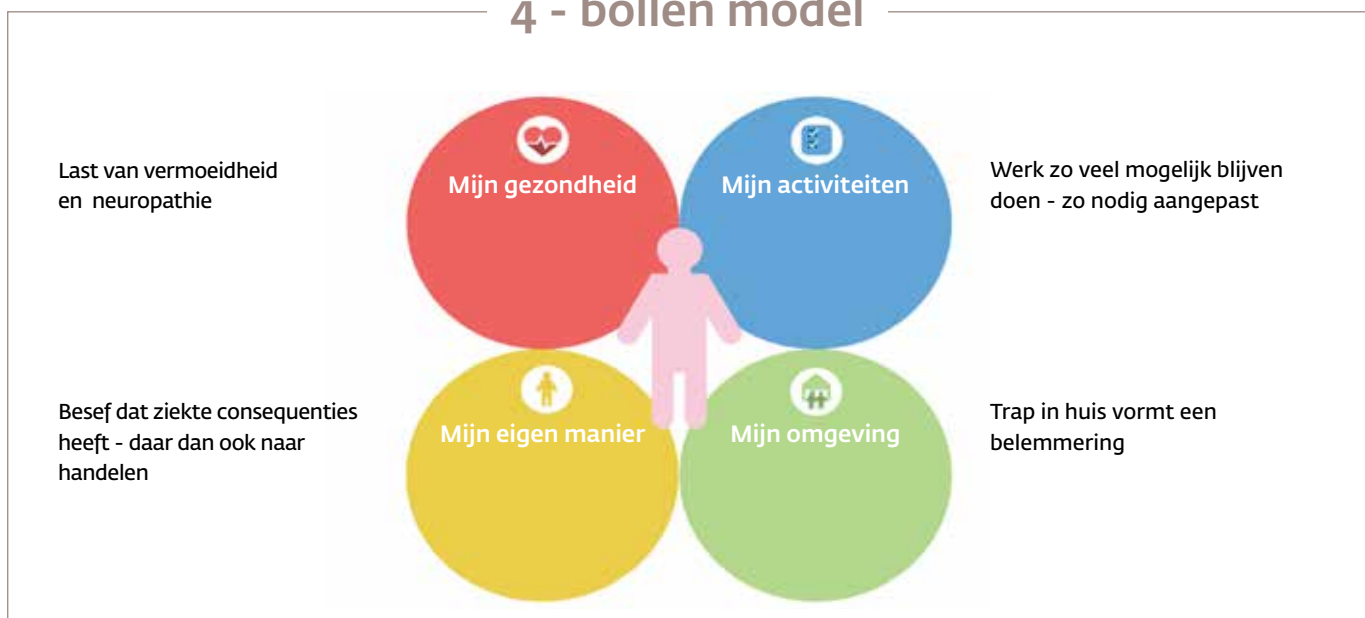 4 - bollen model
Last van vermoeidheid
en neuropathie
Mijn gezondheid
Mijn activiteiten
Werk zo veel mogelijk blijven
doen - zo nodig aangepast
Besef dat ziekte consequenties
heeft - daar dan ook naar
handelen
Mijn eigen manier
Mijn omgeving
Trap in huis vormt een
belemmering